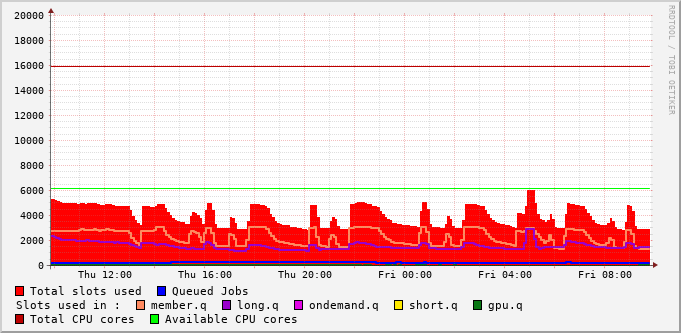 20000
18000
16000
14000
12000
10000
8000
6000
4000
2000
0
Thu 12:00 Thu 16:00 Thu 20:00 Fri 00:00 Fri 04:00 Fri 08:00
RRDTOOL / TOBI OETIKER
Total slots used Queued Jobs
Slots used in : member.q long.q ondemand.q short.q gpu.q
Total CPU cores Available CPU cores